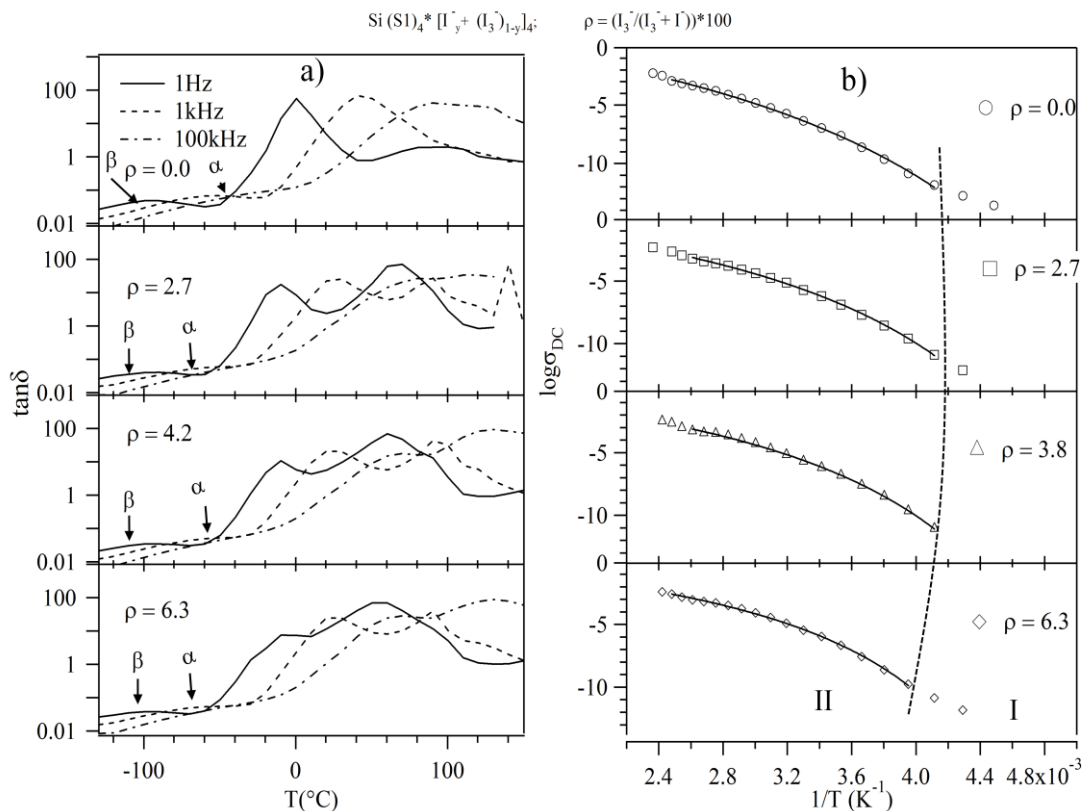 Si (S1)4* [I-y+ (I3-)1-y]4;    ρ = (I3-/(I3-+ I-))*100
a)
1Hz
1kHz
100kHz
100
1
0.01
β
ρ = 0.0
α
100
1
0.01
ρ = 2.7
β
α
100
1
0.01
ρ = 4.2
β
α
100
1
0.01
ρ = 6.3
β
α
tanδ
-100 0 100
T(°C)
b)
0
-5
-10
0
ρ = 0.0
-5
-10
0
ρ = 2.7
-5
-10
0
ρ = 3.8
-5
-10
ρ = 6.3
II
I
logσDC
2.4 2.8 3.2 3.6 4.0 4.4 4.8x10-3
1/T (K-1)